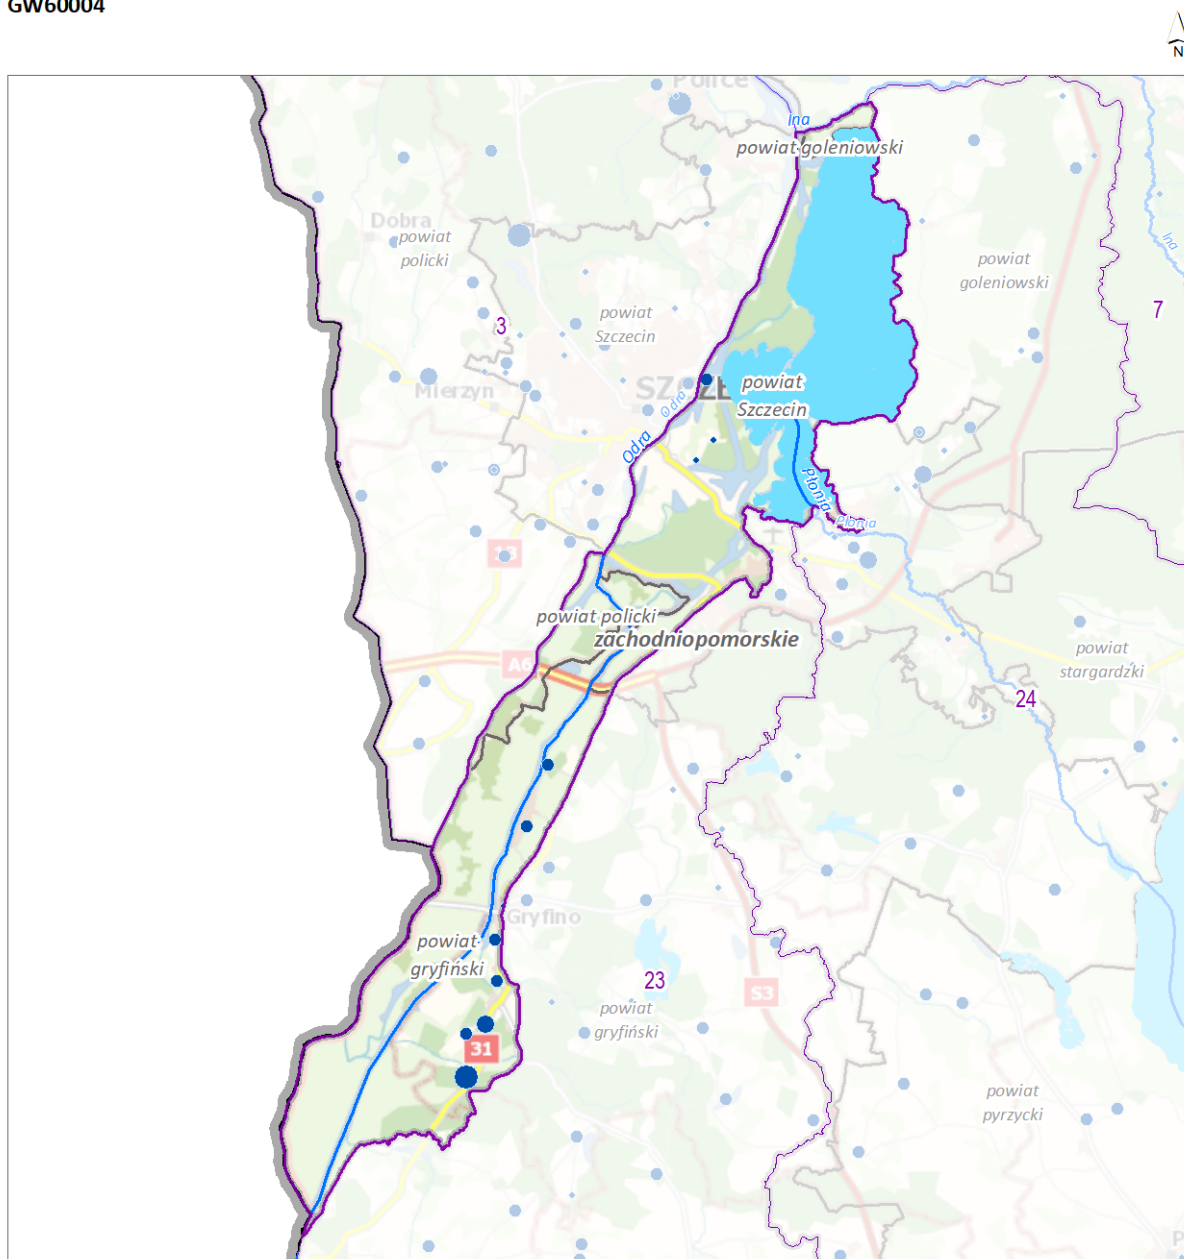 GW60004
N
Police
Ina
powiat goleniowski
Dobra
powiat
policki
Ina
powiat
goleniowski
7
powiat
Szczecin
3
Mierzyn
powiat
Szczecin
Odra
Odra
Płonia
Płonia
13
powiat policki
zachodniopomorskie
A6
powiat
stargardzki
24
Gryfino
powiat
gryfiński
23
S3
powiat
gryfiński
31
powiat
pyrzycki